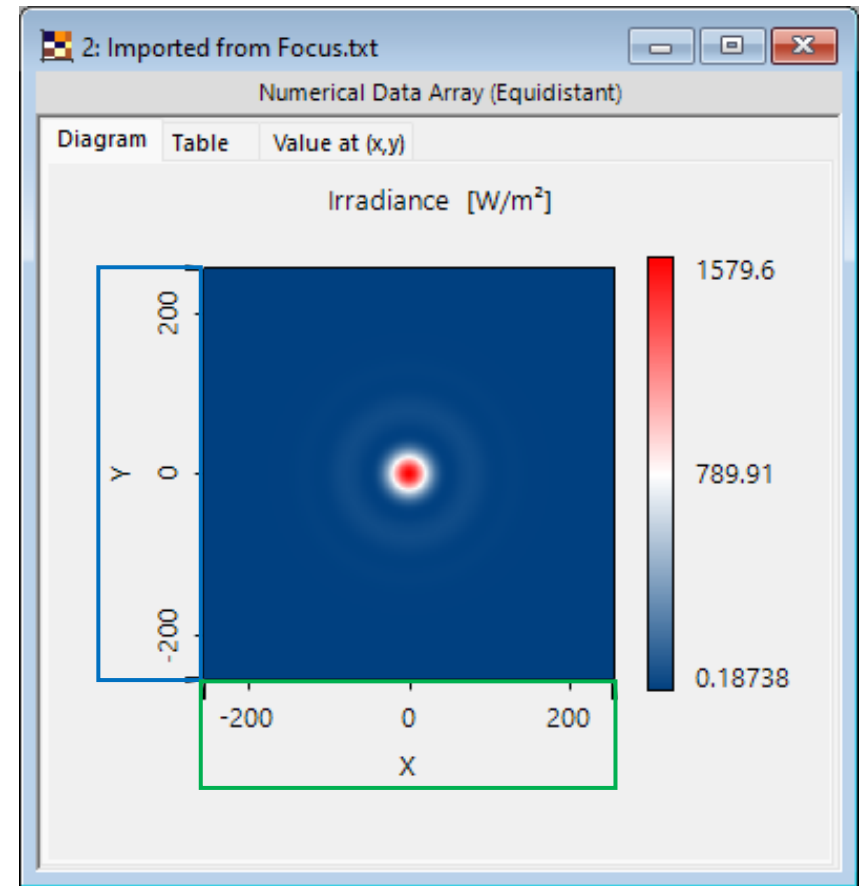 2: Imported from Focus.txt
Numerical Data Array (Equidistant)
Diagram Table Value at (x,y)
Irradiance [W/m²]
1579.6
789.91
0.18738
200
0
-200
Y
-200 0 200
X